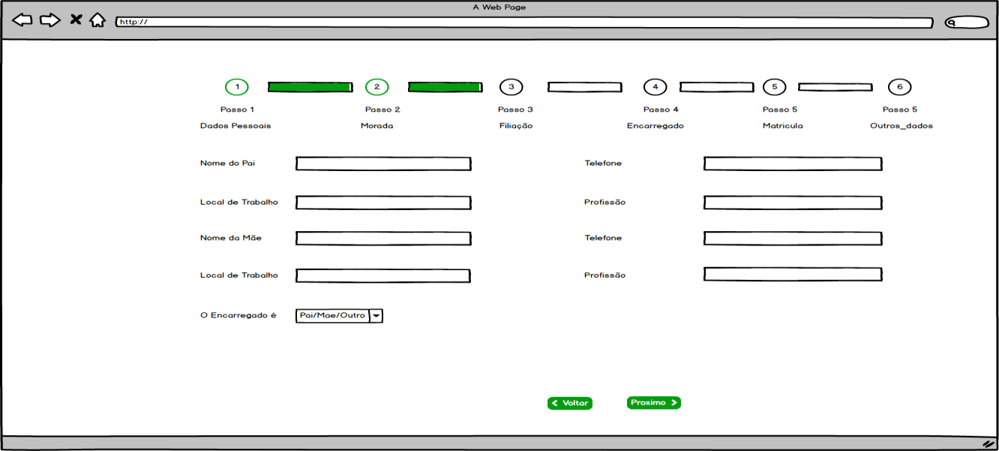 A Web Page
http://
1 2 3 4 5 6
Passo 1 Passo 2 Passo 3 Passo 4 Passo 5 Passo 5
Dados Pessoais Morada Filiação Encarregado Matricula Outros_dados
Nome do Pai Telefone
Local de Trabalho Profissão
Nome da Mãe Telefone
Local de Trabalho Profissão
O Encarregado é Pai/Mae/Outro
Voltar Proximo